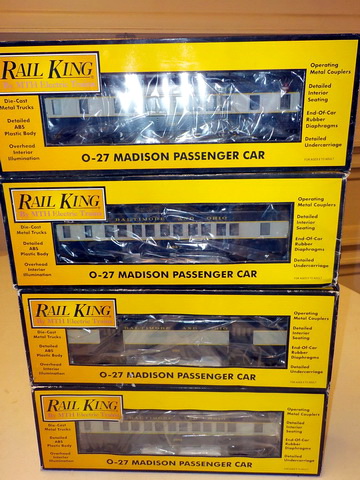 RAIL KING
Die-Cast
Metal Trucks
Detailed
ABS
Plastic Body
Overhead
Interior
Illumination
Operating
Metal Couplers
Detailed
Interior
Seating
End-Of-Car
Rubber
Diaphragms
Detailed
Undercarriage
O-27 MADISON PASSENGER CAR
RAIL KING
By MTH Electric Trains
Die-Cast
Metal Trucks
Detailed
ABS
Plastic Body
Overhead
Interior
Illumination
BALTIMORE AND OHIO
Operating
Metal Couplers
Detailed
Interior
Seating
End-Of-Car
Rubber
Diaphragms
Detailed
Undercarriage
O-27 MADISON PASSENGER CAR
RAIL KING
By MTH Electric Trains
Die-Cast
Metal Trucks
Detailed
ABS
Plastic Body
Overhead
Interior
Illumination
BALTIMORE AND OHIO
Operating
Metal Couplers
Detailed
Interior
Seating
End-Of-Car
Rubber
Diaphragms
Detailed
Undercarriage
O-27 MADISON PASSENGER CAR
RAIL KING
By MTH Electric Trains
Die-Cast
Metal Trucks
Detailed
ABS
Plastic Body
Overhead
Interior
Illumination
Operating
Metal Couplers
Detailed
Interior
Seating
End-Of-Car
Rubber
Diaphragms
Detailed
Undercarriage
O-27 MADISON PASSENGER CAR